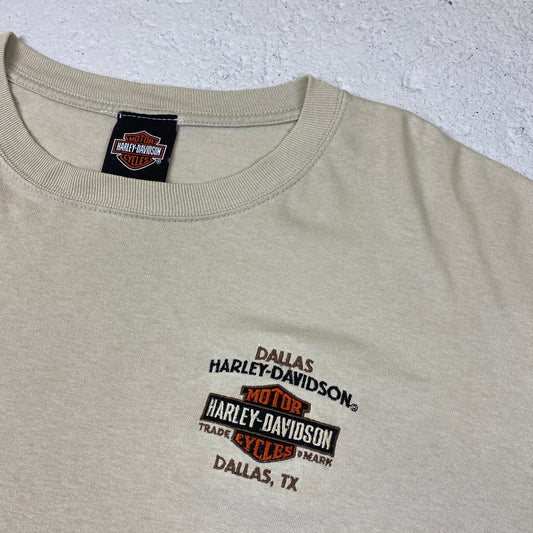 MOTOR
HARLEY-DAVIDSON
CYCLES
®
DALLAS
HARLEY-DAVIDSON®
MOTOR
HARLEY-DAVIDSON
TRADE MARK
CYCLES
DALLAS, TX